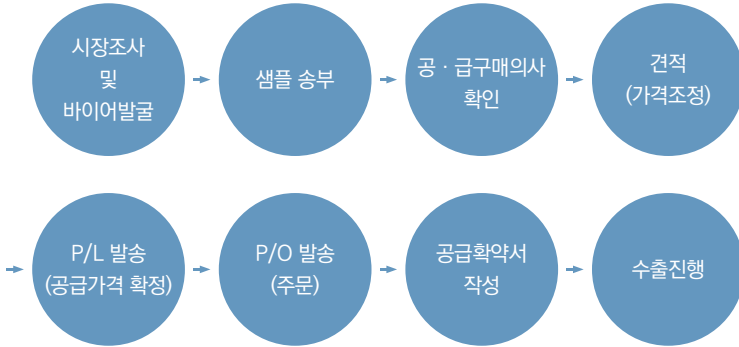 시장조사
및
바이어발굴
샘플 송부
공 · 급구매의사
확인
견적
(가격조정)
P/L 발송
(공급가격 확정)
P/O 발송
(주문)
공급확약서
작성
수출진행